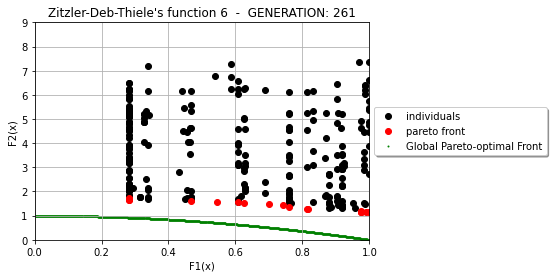 Zitzler-Deb-Thiele's function 6 - GENERATION: 261
9
8
7
6
5
4
3
2
1
0
F2(x)
0.0 0.2 0.4 0.6 0.8 1.0
F1(x)
individuals
pareto front
Global Pareto-optimal Front